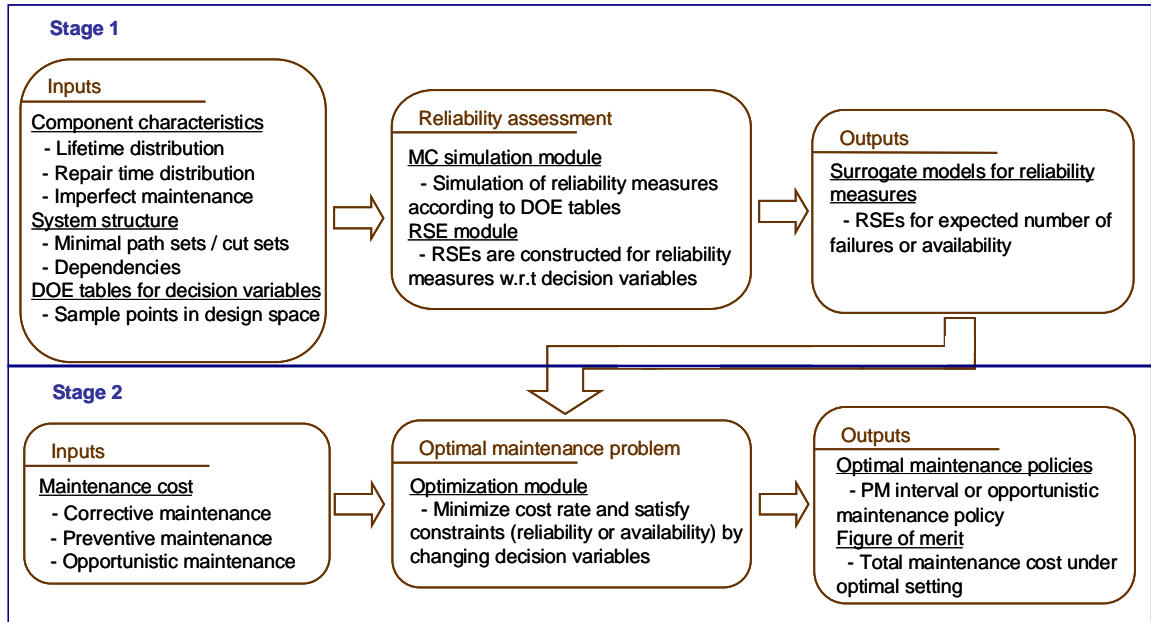 Stage 1
Inputs
Component characteristics
- Lifetime distribution
- Repair time distribution
- Imperfect maintenance
System structure
- Minimal path sets / cut sets
- Dependencies
DOE tables for decision variables
- Sample points in design space
Reliability assessment
MC simulation module
- Simulation of reliability measures
according to DOE tables
RSE module
- RSEs are constructed for reliability
measures w.r.t decision variables
Outputs
Surrogate models for reliability
measures
- RSEs for expected number of
failures or availability
Stage 2
Inputs
Maintenance cost
- Corrective maintenance
- Preventive maintenance
- Opportunistic maintenance
Optimal maintenance problem
Optimization module
- Minimize cost rate and satisfy
constraints (reliability or availability) by
changing decision variables
Outputs
Optimal maintenance policies
- PM interval or opportunistic
maintenance policy
Figure of merit
- Total maintenance cost under
optimal setting